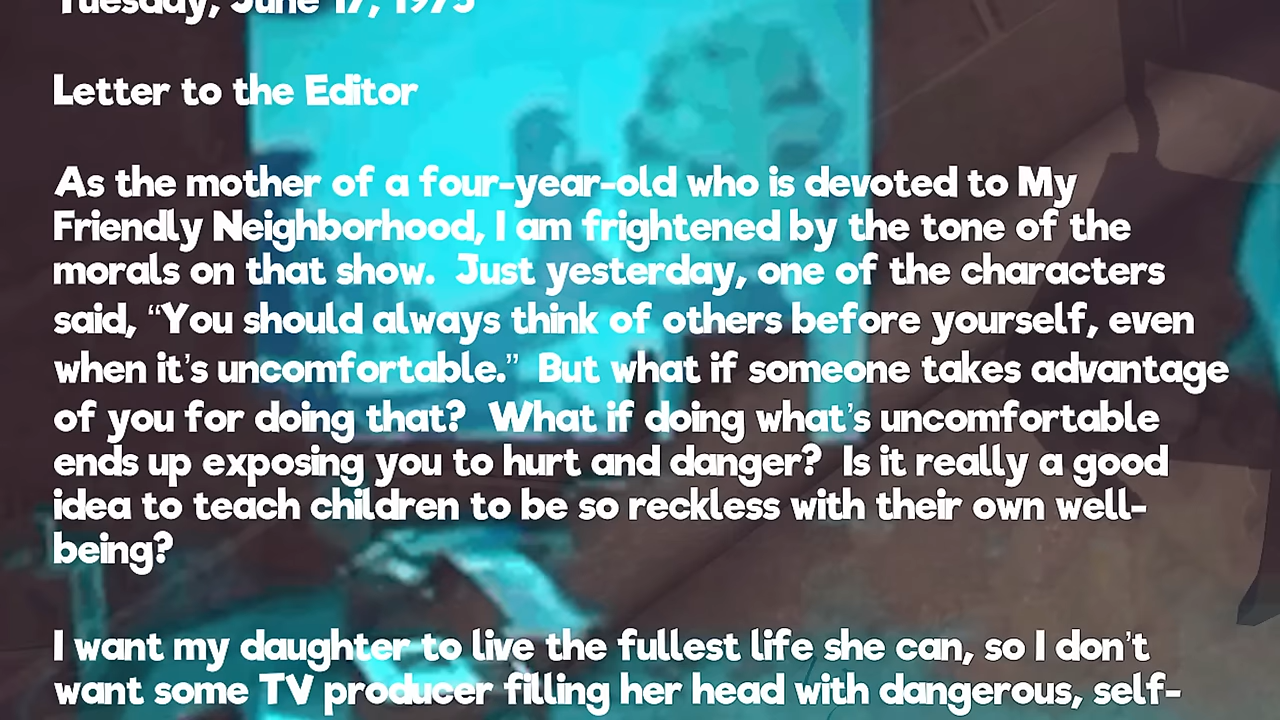 Tuesday, June 17, 1975
Letter to the Editor
As the mother of a four-year-old who is devoted to My
Friendly Neighborhood, I am frightened by the tone of the
morals on that show.  Just yesterday, one of the characters
said, “You should always think of others before yourself, even
when it’s uncomfortable.”  But what if someone takes advantage
of you for doing that?  What if doing what’s uncomfortable
ends up exposing you to hurt and danger?  Is it really a good
idea to teach children to be so reckless with their own well-
being?
I want my daughter to live the fullest life she can, so I don’t
want some TV producer filling her head with dangerous, self-